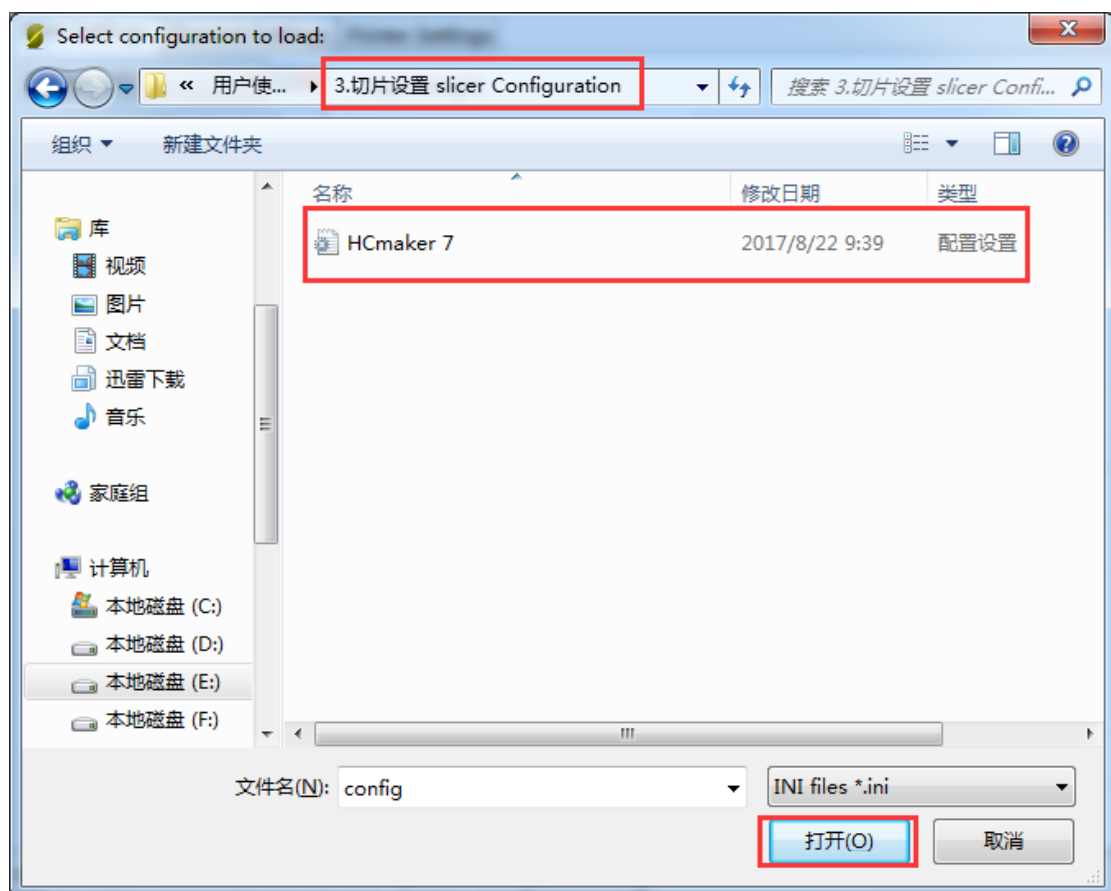 Select configuration to load:
« 用户使... ▸ 3.切片设置 slicer Configuration
搜索 3.切片设置 slicer Confi...
组织 新建文件夹
名称 修改日期 类型
库
视频
图片
文档
迅雷下载
音乐
家庭组
计算机
本地磁盘 (C:)
本地磁盘 (D:)
本地磁盘 (E:)
本地磁盘 (F:)
HCmaker 7 2017/8/22 9:39 配置设置
文件名(N): config INI files *.ini
打开(O) 取消